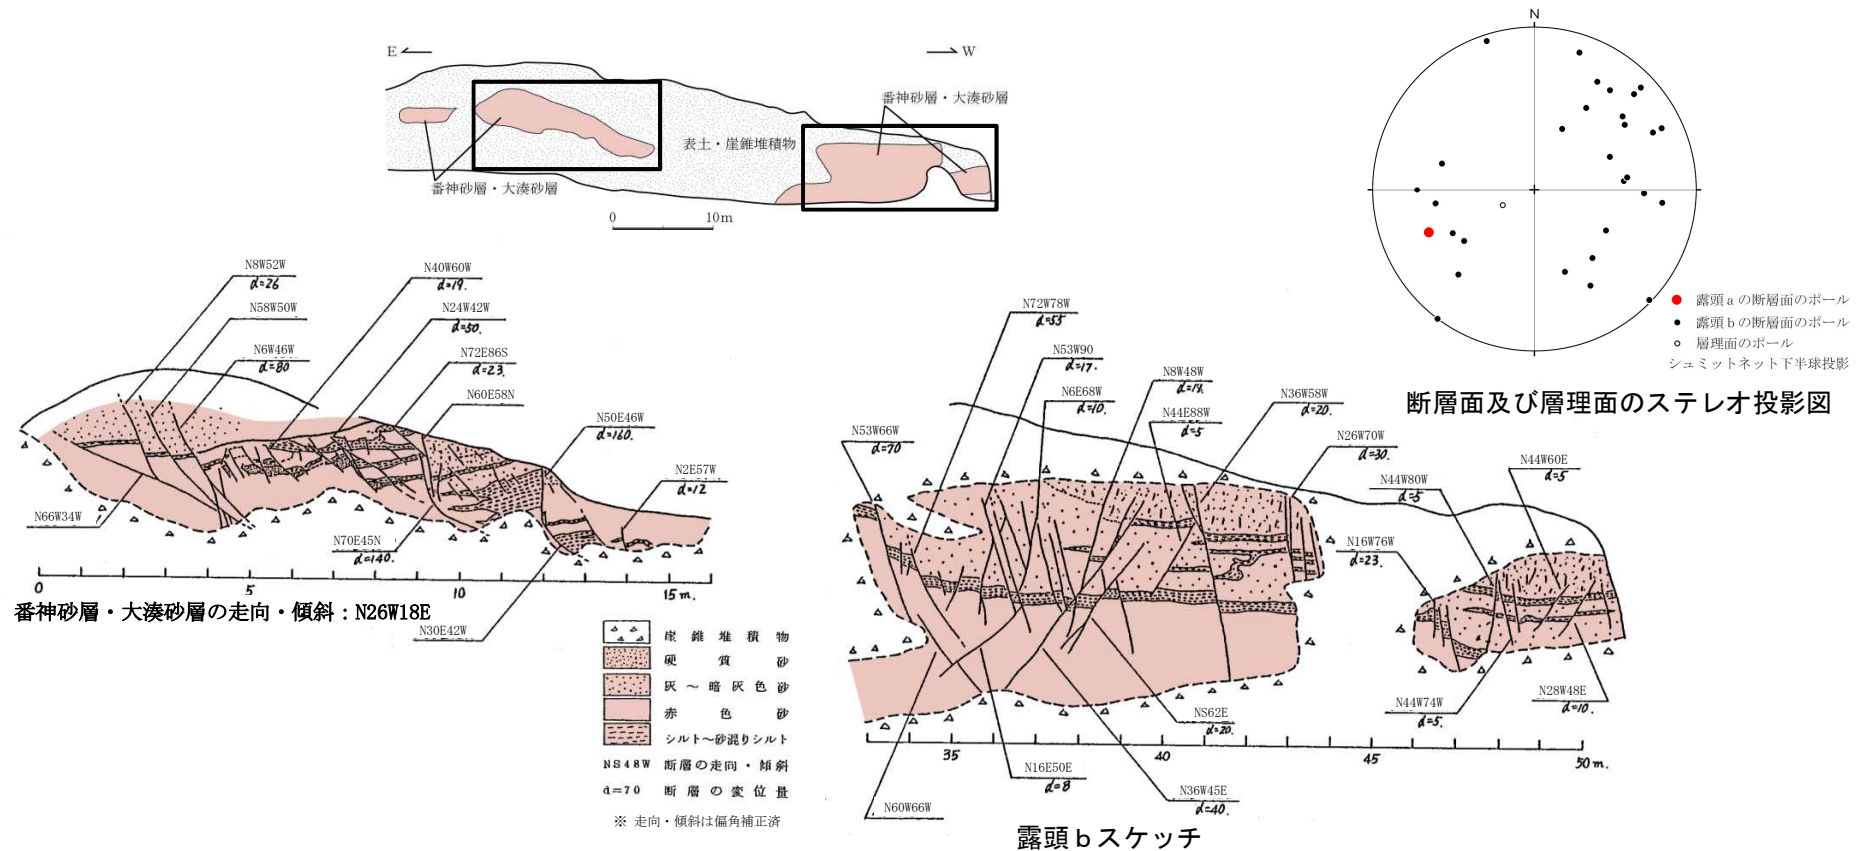 E
W
番神砂層・大湊砂層
表土・崖錐堆積物
番神砂層・大湊砂層
0 10m
N
露頭aの断層面のポール
露頭bの断層面のポール
層理面のポール
シュミットネット下半球投影
断層面及び層理面のステレオ投影図
N8W52W
d=26
N58W50W
N6W46W
d=80
N40W60W
d=19.
N24W42W
d=50.
N72E86S
d=23.
N60E58N
N50E46W
d=160.
N2E57W
d=12
N66W34W
N70E45N
d=140.
N30E42W
0 5 10 15m.
番神砂層・大湊砂層の走向・傾斜：N26W18E
崖錐堆積物
硬質砂
灰～暗灰色砂
赤色砂
シルト～砂混りシルト
NS48W 断層の走向・傾斜
d=70 断層の変位量
※ 走向・傾斜は偏角補正済
N72W78W
d=55
N53W90
d=17.
N6E68W
d=10.
N8W48W
N44E88W
d=5
N36W58W
d=20.
N26W70W
d=30.
N53W66W
d=70
N44W80W
d=5
N44W60E
d=5
N16W76W
d=23.
N44W74W
d=5.
N28W48E
d=10.
NS62E
d=20.
N16E50E
d=8
N36W45E
d=40.
N60W66W
35 40 45 50m.
露頭bスケッチ